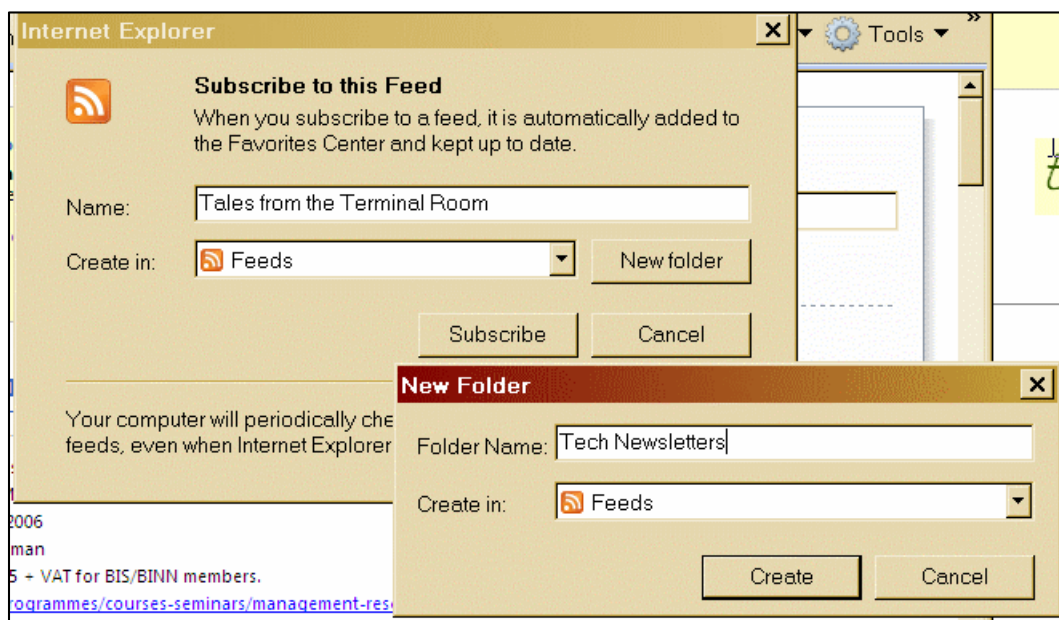 Internet Explorer
Tools
»
Subscribe to this Feed
When you subscribe to a feed, it is automatically added to
the Favorites Center and kept up to date.
Name: Tales from the Terminal Room
Create in: Feeds New folder
Subscribe Cancel
Your computer will periodically che
feeds, even when Internet Explorer
New Folder
Folder Name: Tech Newsletters
Create in: Feeds
Create Cancel
2006
man
5 + VAT for BIS/BINN members.
rogrammes/courses-seminars/management-res